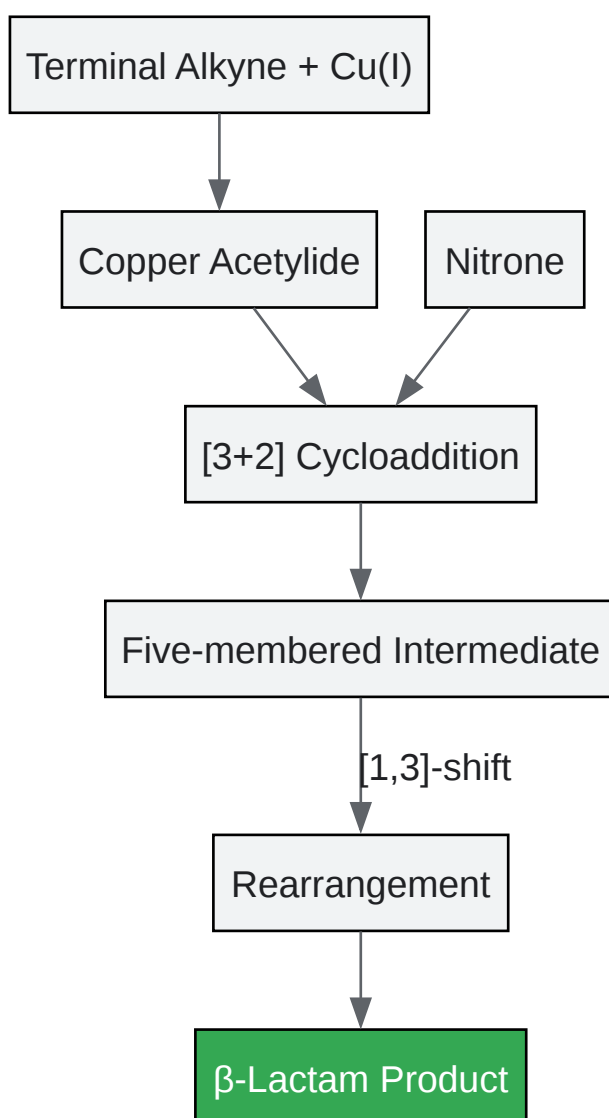 Terminal Alkyne + Cu(I)
Copper Acetylide
Nitrone
[3+2] Cycloaddition
Five-membered Intermediate
[1,3]-shift
Rearrangement
β-Lactam Product